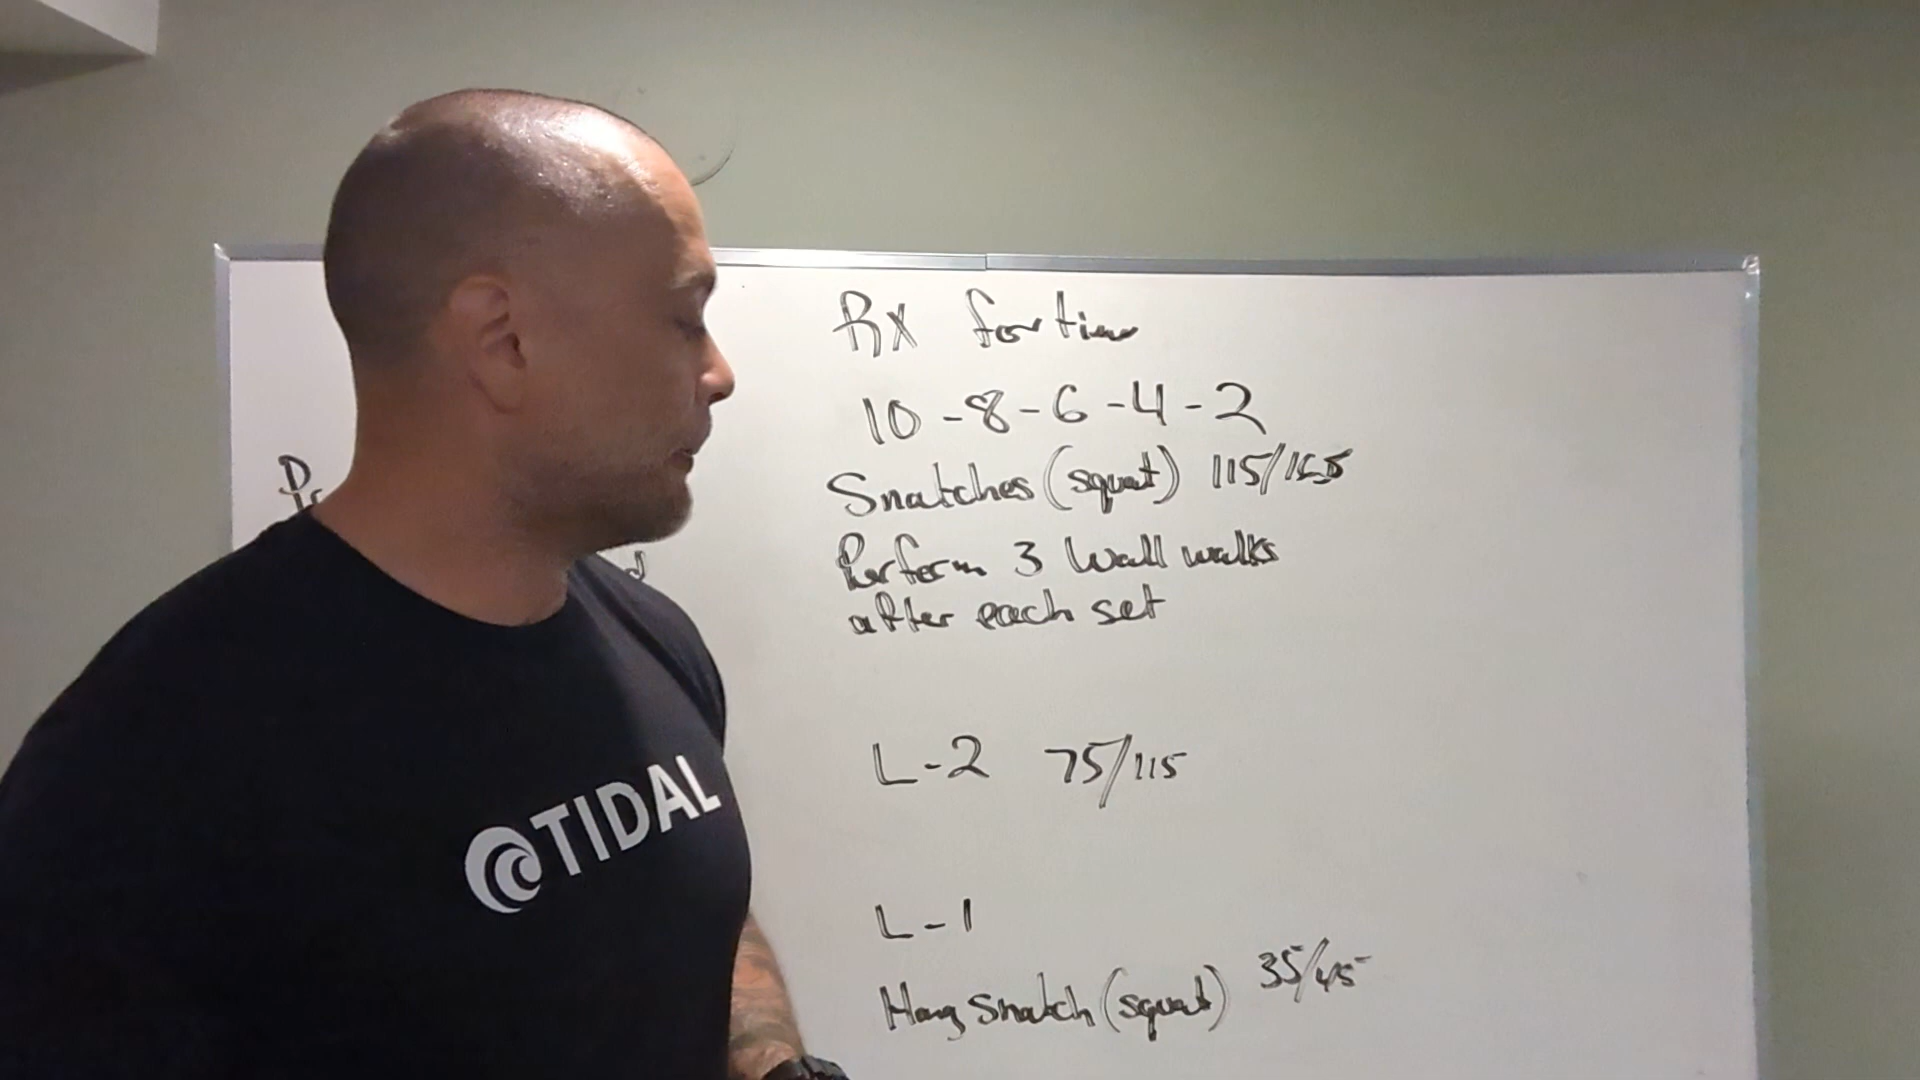 RX for time
10-8-6-4-2
Snatches (squat) 115/165
Perform 3 Wall walks
after each set
L-2 75/115
L-1
Hang Snatch (squat) 35/45
TIDAL